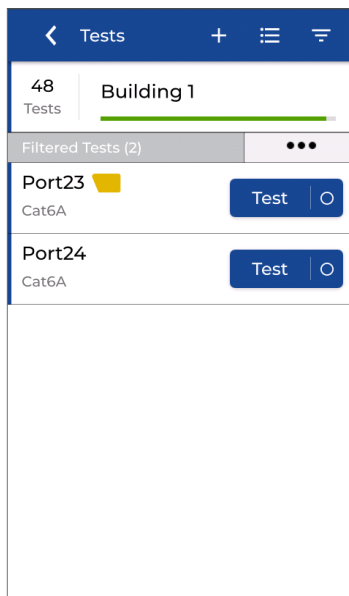 Tests
48
Tests
Building 1
Filtered Tests (2)
Port23
Cat6A
Test
Port24
Cat6A
Test